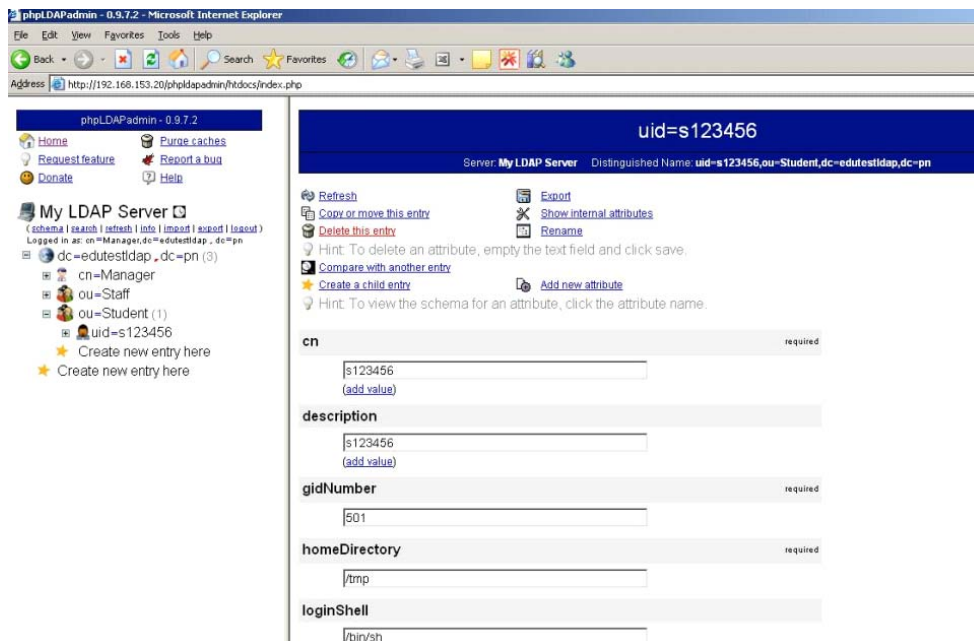 phpLDAPadmin - 0.9.7.2 - Microsoft Internet Explorer
File Edit View Favorites Tools Help
Back Search Favorites
Address http://192.168.153.20/phpldapadmin/htdocs/index.php
phpLDAPadmin - 0.9.7.2
Home Purge caches
Request feature Report a bug
Donate Help
My LDAP Server
( schema | search | refresh | info | import | export | logout )
Logged in as: cn=Manager,dc=edutestldap , dc=pn
dc=edutestldap , dc=pn (3)
cn=Manager
ou=Staff
ou=Student (1)
uid=s123456
Create new entry here
Create new entry here
uid=s123456
Server: My LDAP Server Distinguished Name: uid=s123456,ou=Student,dc=edutestldap,dc=pn
Refresh Export
Copy or move this entry Show internal attributes
Delete this entry Rename
Hint: To delete an attribute, empty the text field and click save.
Compare with another entry
Create a child entry Add new attribute
Hint: To view the schema for an attribute, click the attribute name.
cn required
s123456
(add value)
description
s123456
(add value)
gidNumber required
501
homeDirectory required
/tmp
loginShell
/bin/sh